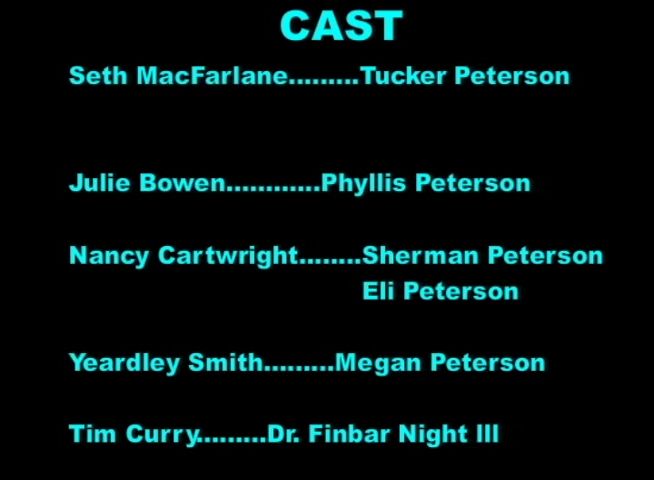 CAST
Seth MacFarlane.........Tucker Peterson
Julie Bowen............Phyllis Peterson
Nancy Cartwright........Sherman Peterson
Eli Peterson
Yeardley Smith.........Megan Peterson
Tim Curry.........Dr. Finbar Night III